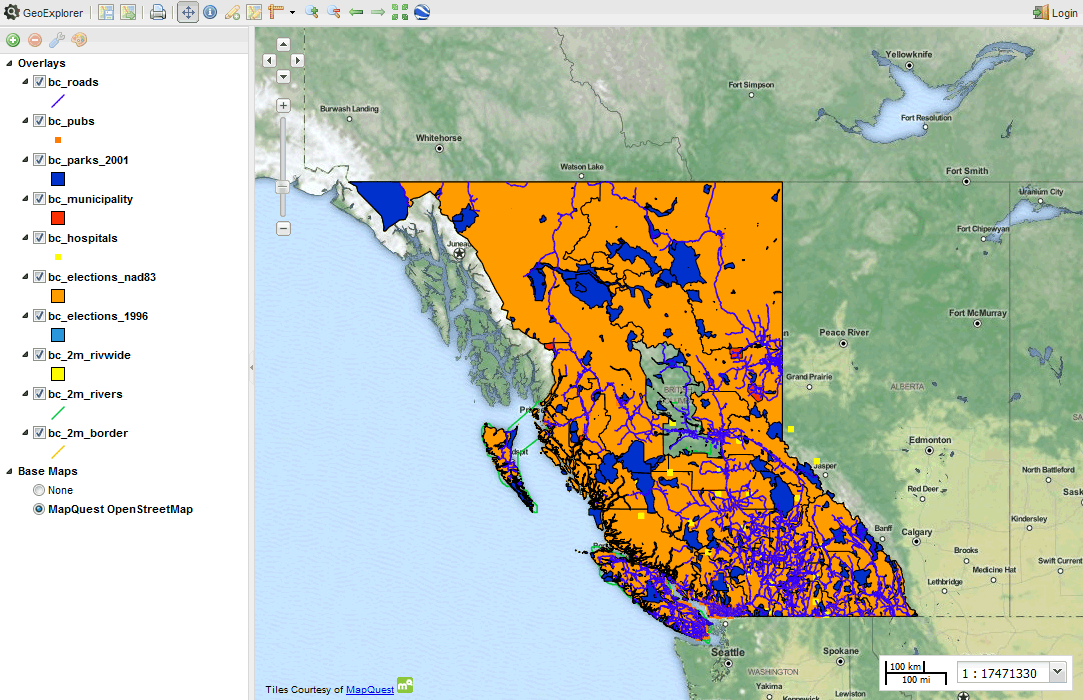 GeoExplorer
Login
Overlays
bc_roads
bc_pubs
bc_parks_2001
bc_municipality
bc_hospitals
bc_elections_nad83
bc_elections_1996
bc_2m_rivwide
bc_2m_rivers
bc_2m_border
Base Maps
None
MapQuest OpenStreetMap
Yellowknife
Fort Simpson
Burwash Landing
Fort Resolution
Whitehorse
Watson Lake
Fort Smith
Uranium City
Fort Chipewyan
Juneau
Fort McMurray
Peace River
Grand Prairie
ALBERTA
Edmonton
Jasper
North Battleford
Red Deer
Kindersley
Banff
Calgary
Brooks
Swift Current
Medicine Hat
Lethbridge
Seattle
Spokane
WASHINGTON
Yakima
Lewiston
Tiles Courtesy of MapQuest
100 km
100 mi
1 : 17471330